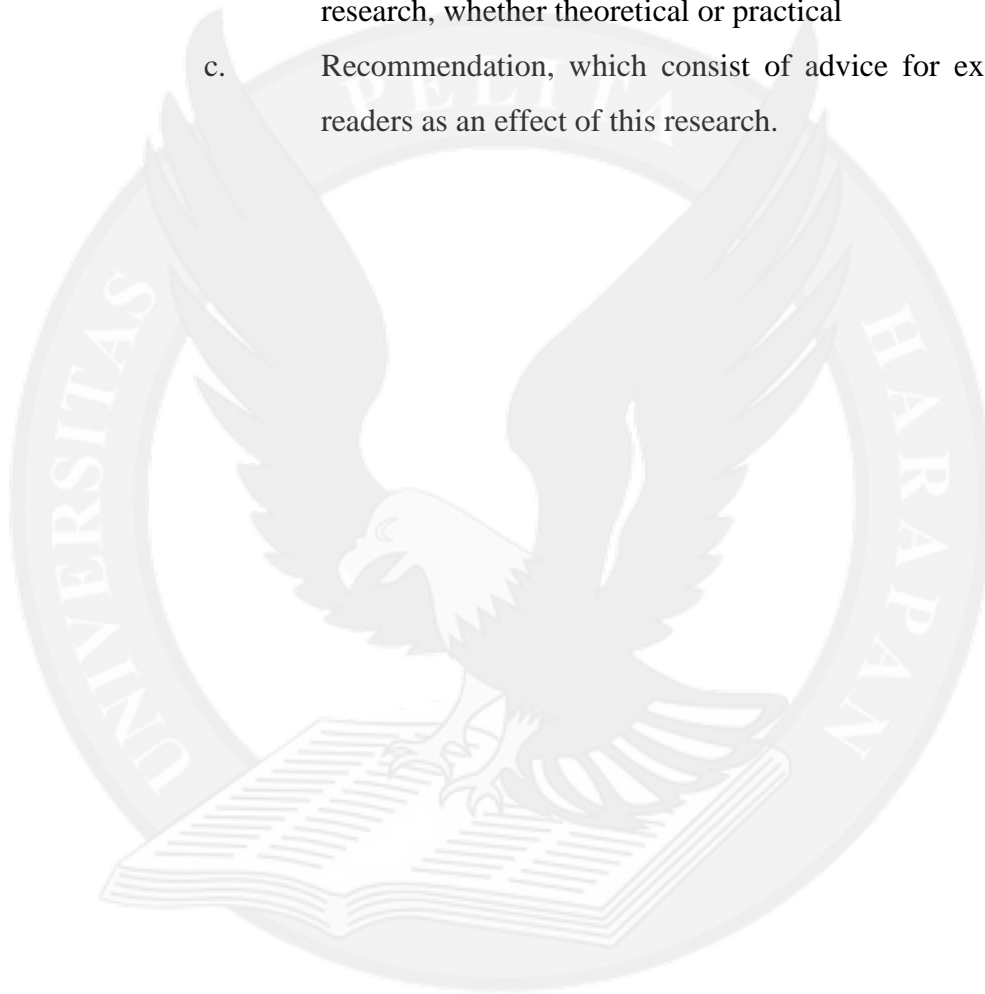 research, whether theoretical or practical
c. Recommendation, which consist of advice for ex
readers as an effect of this research.
UNIVERSITAS PELITA HARAPAN